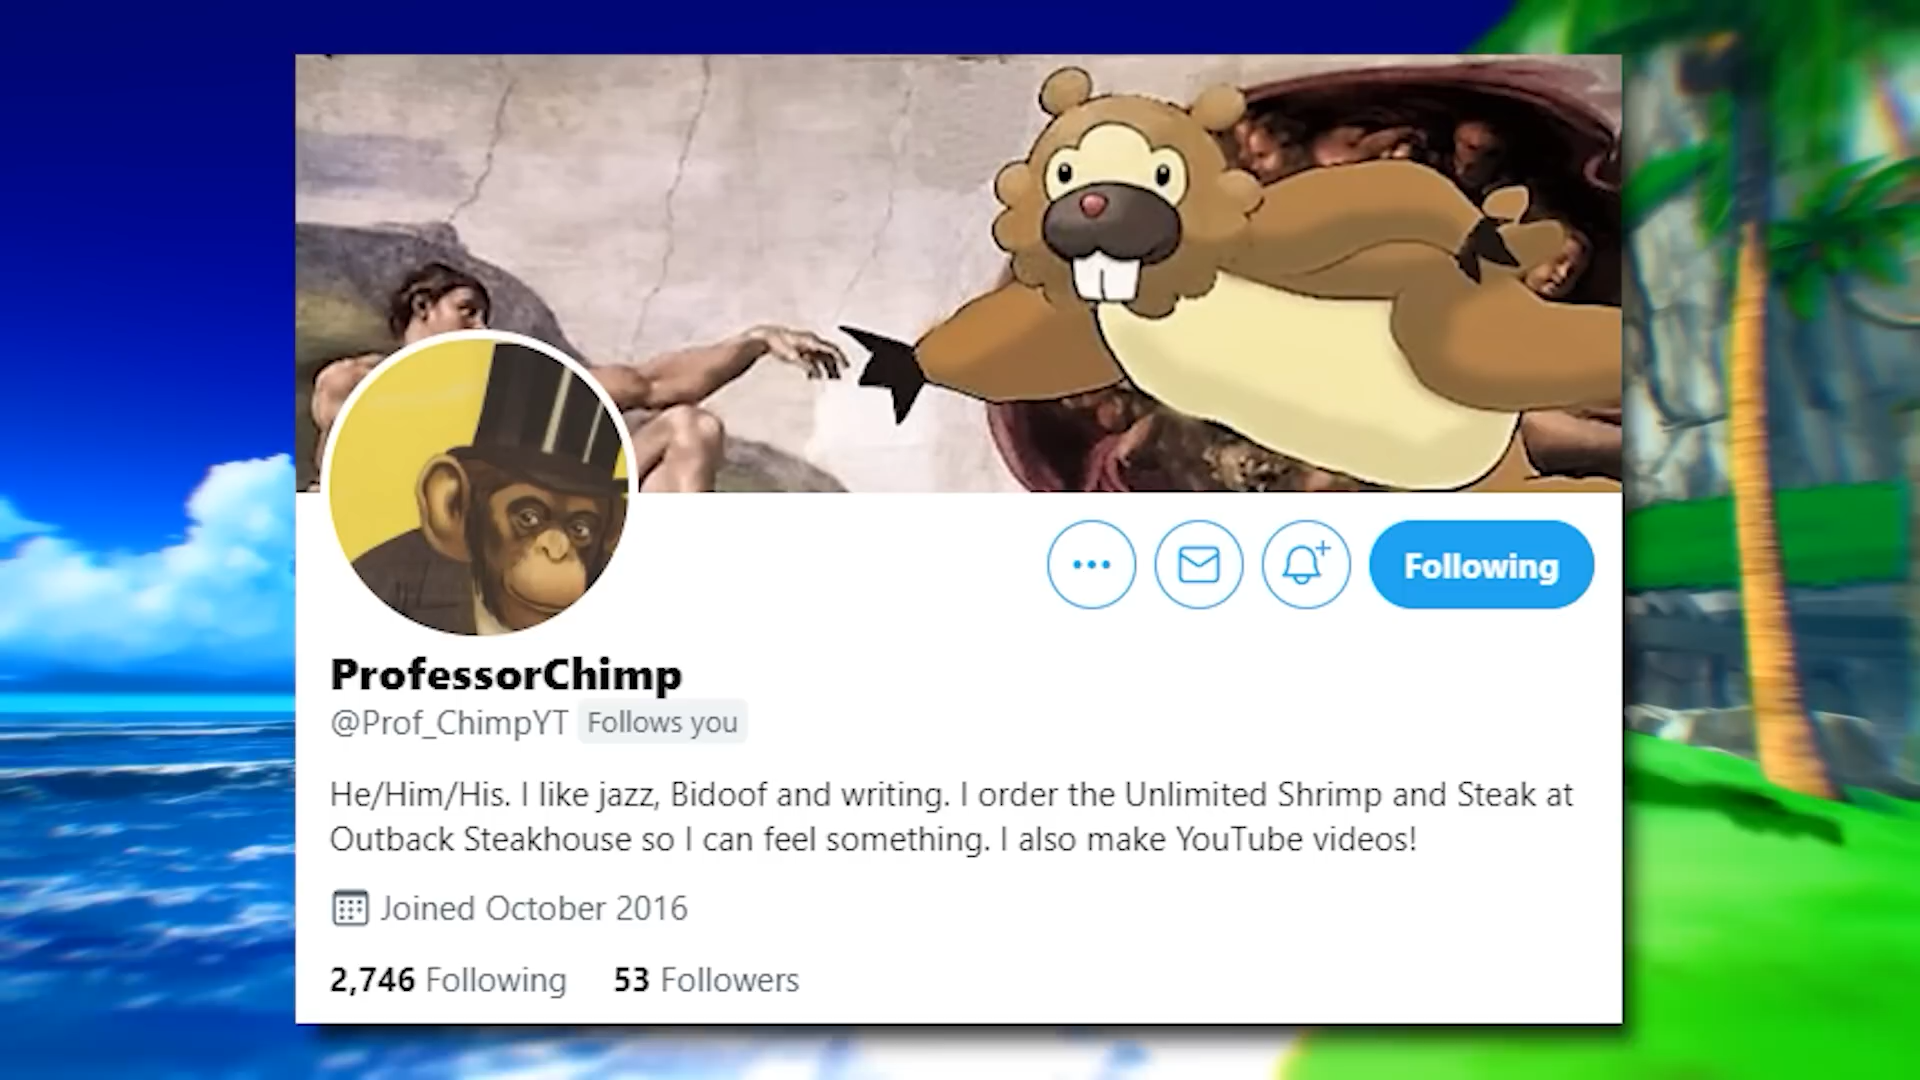 Following
ProfessorChimp
@Prof_ChimpYT Follows you
He/Him/His. I like jazz, Bidoof and writing. I order the Unlimited Shrimp and Steak at
Outback Steakhouse so I can feel something. I also make YouTube videos!
Joined October 2016
2,746 Following 53 Followers